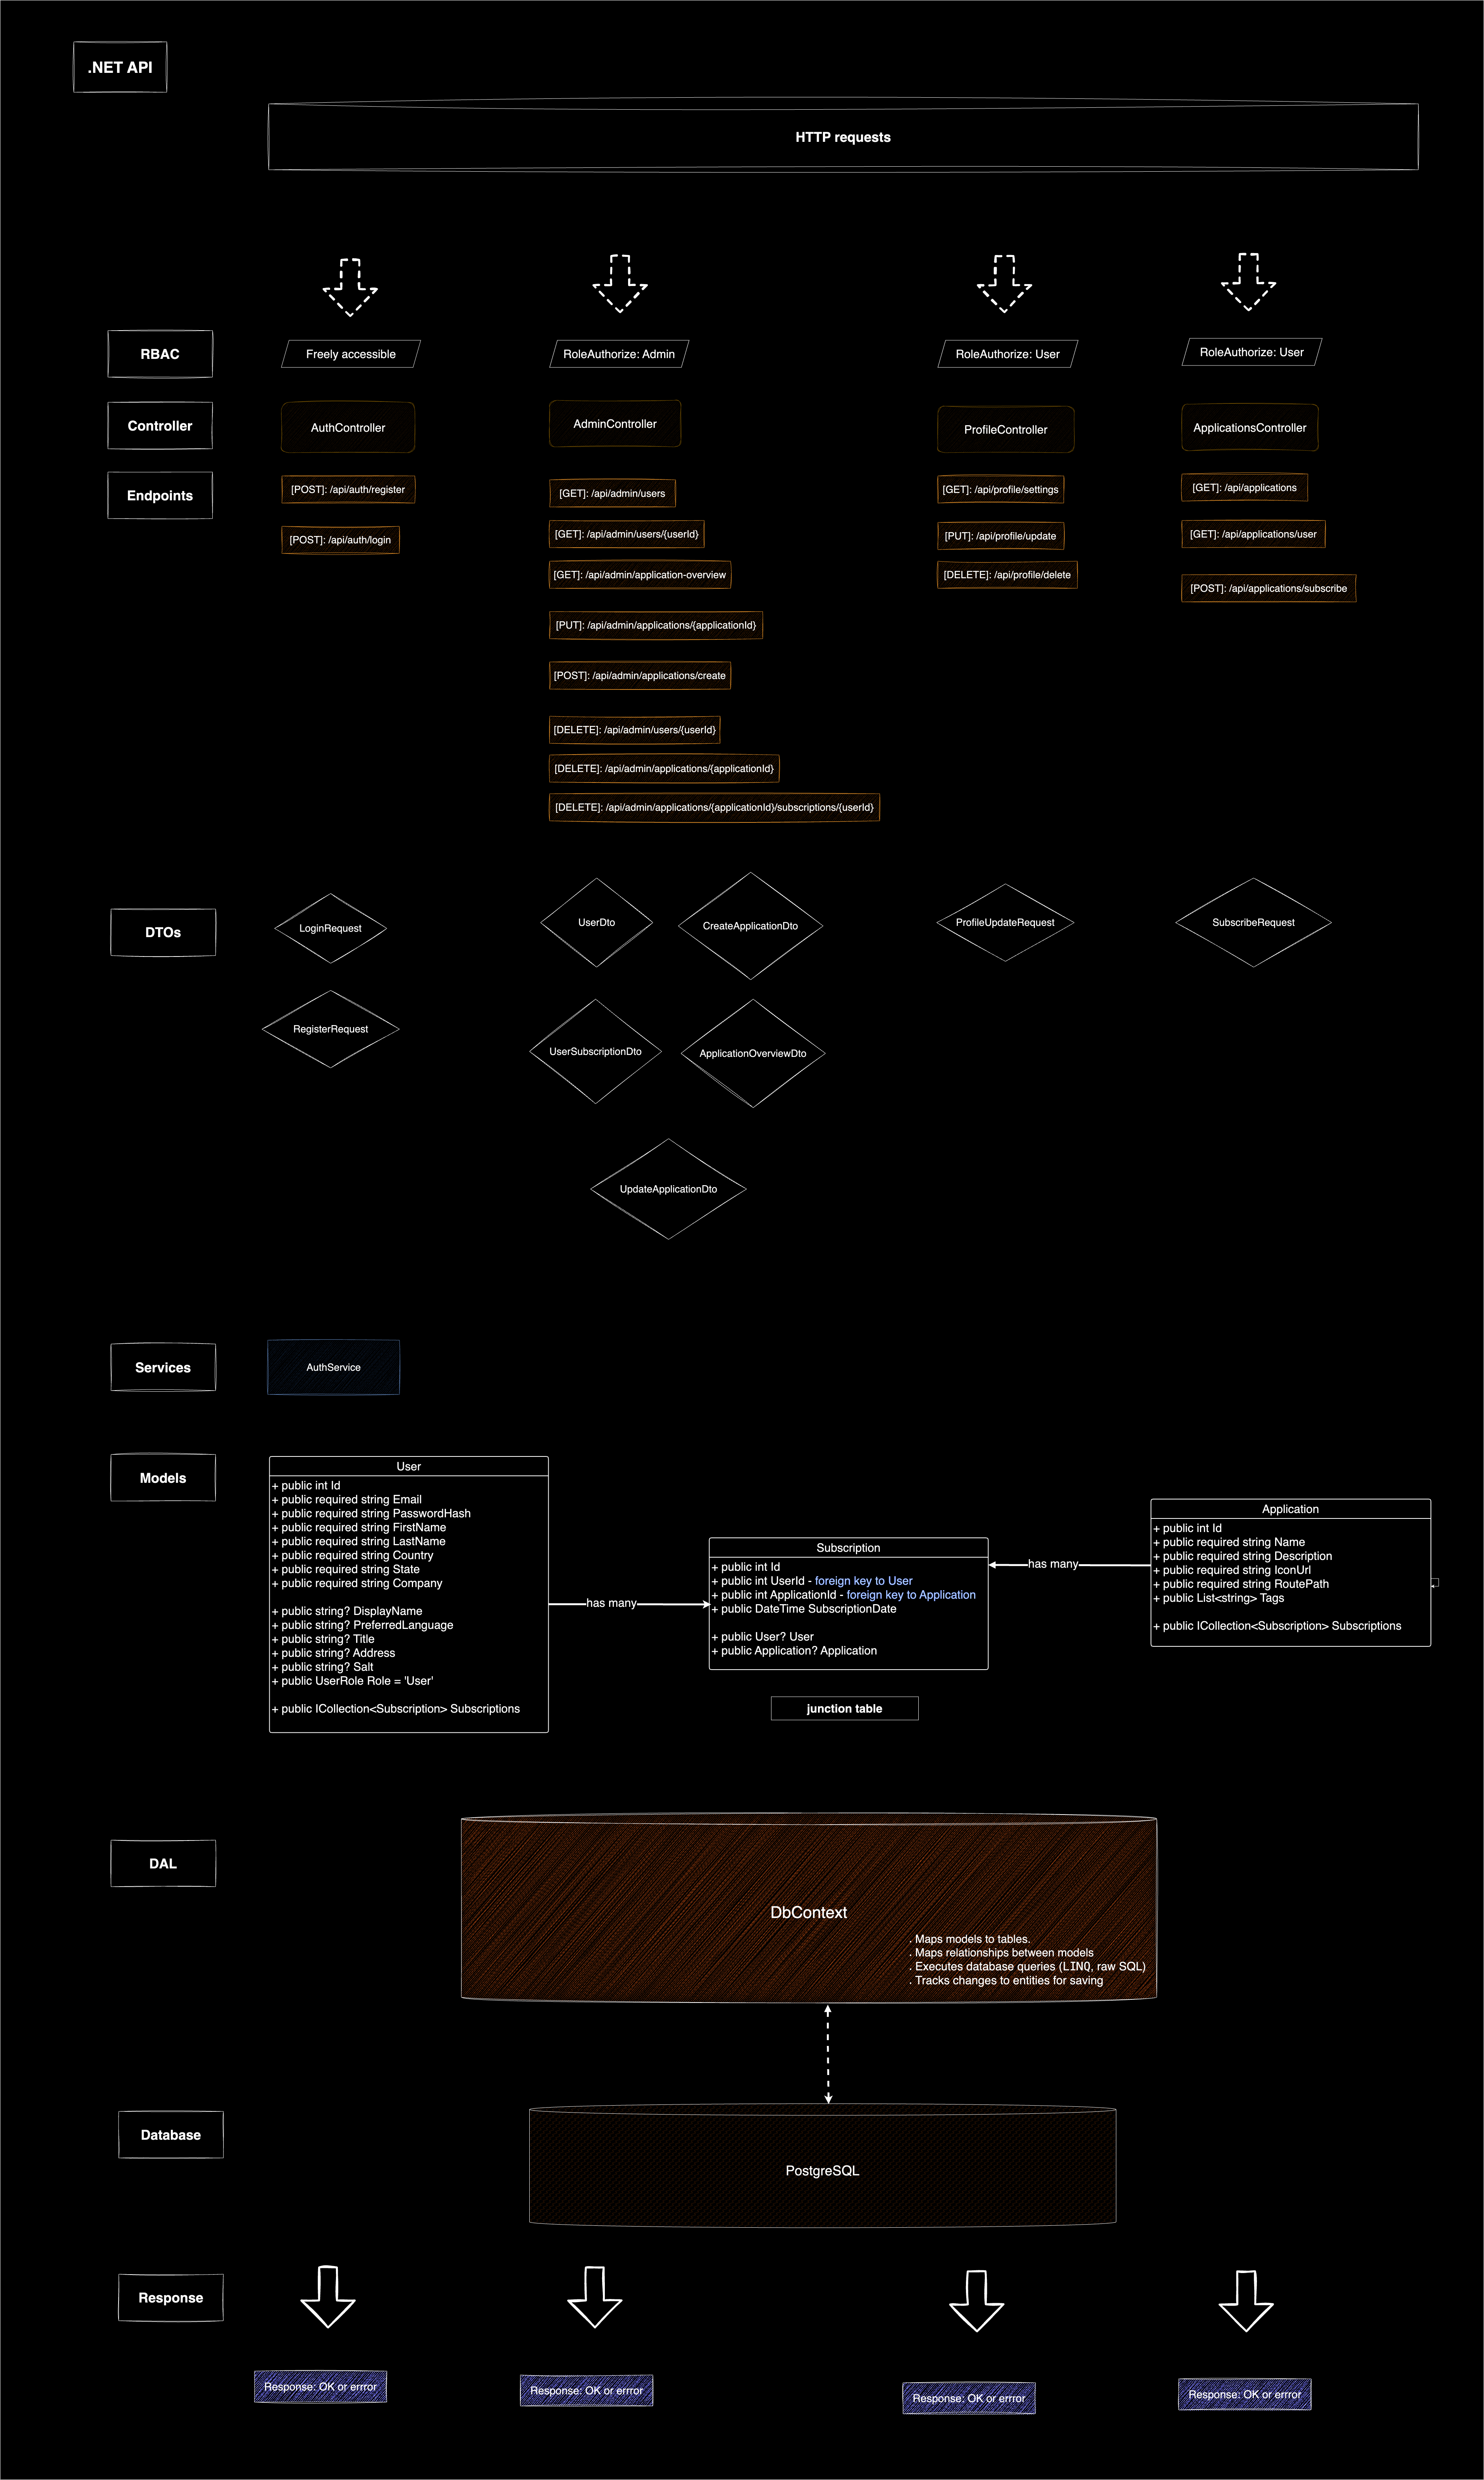 .NET API
HTTP requests
RBAC
Freely accessible
RoleAuthorize: Admin
RoleAuthorize: User
RoleAuthorize: User
Controller
AuthController
AdminController
ProfileController
ApplicationsController
Endpoints
[POST]: /api/auth/register
[POST]: /api/auth/login
[GET]: /api/admin/users
[GET]: /api/admin/users/{userId}
[GET]: /api/admin/application-overview
[PUT]: /api/admin/applications/{applicationId}
[POST]: /api/admin/applications/create
[DELETE]: /api/admin/users/{userId}
[DELETE]: /api/admin/applications/{applicationId}
[DELETE]: /api/admin/applications/{applicationId}/subscriptions/{userId}
[GET]: /api/profile/settings
[PUT]: /api/profile/update
[DELETE]: /api/profile/delete
[GET]: /api/applications
[GET]: /api/applications/user
[POST]: /api/applications/subscribe
DTOs
LoginRequest
RegisterRequest
UserDto
CreateApplicationDto
UserSubscriptionDto
ApplicationOverviewDto
UpdateApplicationDto
ProfileUpdateRequest
SubscribeRequest
Services
AuthService
Models
User
+ public int Id
+ public required string Email
+ public required string PasswordHash
+ public required string FirstName
+ public required string LastName
+ public required string Country
+ public required string State
+ public required string Company
+ public string? DisplayName
+ public string? PreferredLanguage
+ public string? Title
+ public string? Address
+ public string? Salt
+ public UserRole Role = 'User'
+ public ICollection<Subscription> Subscriptions
has many
Subscription
+ public int Id
+ public int UserId - foreign key to User
+ public int ApplicationId - foreign key to Application
+ public DateTime SubscriptionDate
+ public User? User
+ public Application? Application
junction table
has many
Application
+ public int Id
+ public required string Name
+ public required string Description
+ public required string IconUrl
+ public required string RoutePath
+ public List<string> Tags
+ public ICollection<Subscription> Subscriptions
DAL
DbContext
. Maps models to tables.
. Maps relationships between models
. Executes database queries (LINQ, raw SQL)
. Tracks changes to entities for saving
Database
PostgreSQL
Response
Response: OK or errror
Response: OK or errror
Response: OK or errror
Response: OK or errror